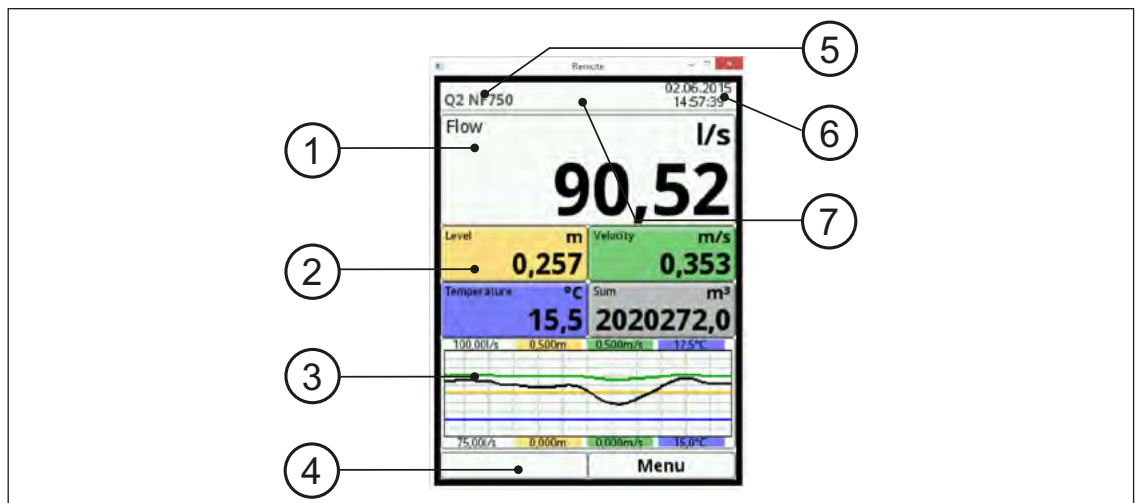 5
Remote
02.06.2015
Q2 NF750
14:57:39
6
Flow
l/s
1
90,52
7
Level m
Velocity m/s
2
0,257
0,353
Temperature °C
Sum m³
15,5
2020272,0
100,00l/s 0,500m 0,500m/s 17,5°C
3
75,00l/s 0,000m 0,000m/s 15,0°C
4
Menu